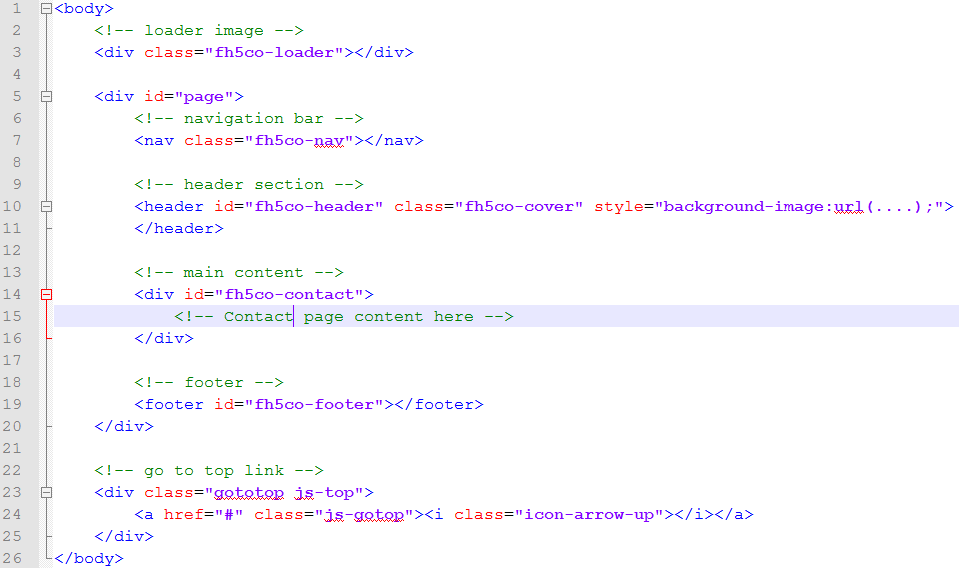 1 <body>
2 <!-- loader image -->
3 <div class="fh5co-loader"></div>
4
5 <div id="page">
6 <!-- navigation bar -->
7 <nav class="fh5co-nav"></nav>
8
9 <!-- header section -->
10 <header id="fh5co-header" class="fh5co-cover" style="background-image:url(....);">
11 </header>
12
13 <!-- main content -->
14 <div id="fh5co-contact">
15 <!-- Contact page content here -->
16 </div>
17
18 <!-- footer -->
19 <footer id="fh5co-footer"></footer>
20 </div>
21
22 <!-- go to top link -->
23 <div class="gototop js-top">
24 <a href="#" class="js-gotop"><i class="icon-arrow-up"></i></a>
25 </div>
26 </body>